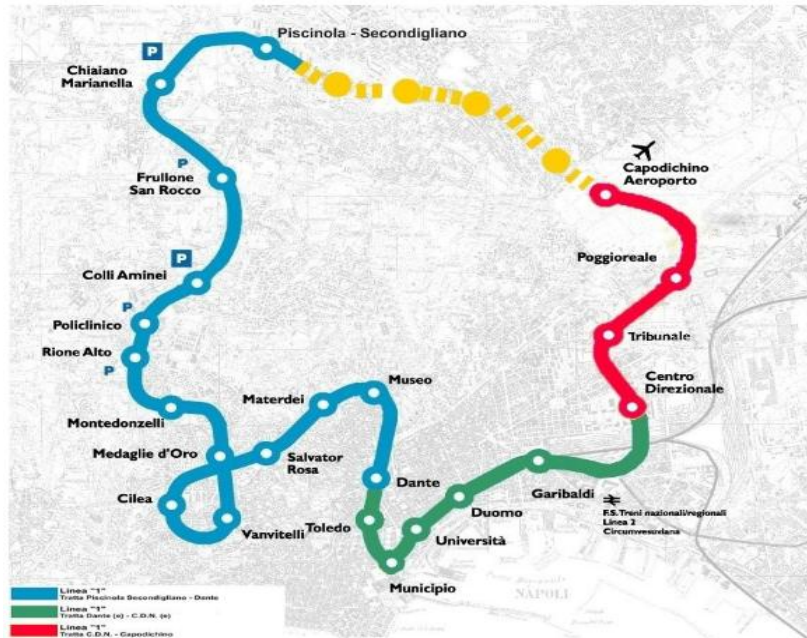 Piscinola - Secondigliano
P
Chiaiano
Marianella
P
Frullone
San Rocco
Capodichino
Aeroporto
P
Colli Aminei
Poggioreale
P
Policlinico
Tribunale
Rione Alto
P
Museo
Centro
Direzionale
Materdei
Montedonzelli
Medaglie d'Oro
Salvator
Rosa
Dante
Cilea
Garibaldi
Duomo
Toledo
Vanvitelli
Università
F.S. Treni nazionali/regionali
Linea 2
Circumvesuviana
Municipio
NAPOLI
Linea "1"
Tratta Piscinola Secondigliano - Dante
Linea "1"
Tratta Dante (e) - C.D.N. (e)
Linea "1"
Tratta C.D.N. - Capodichino